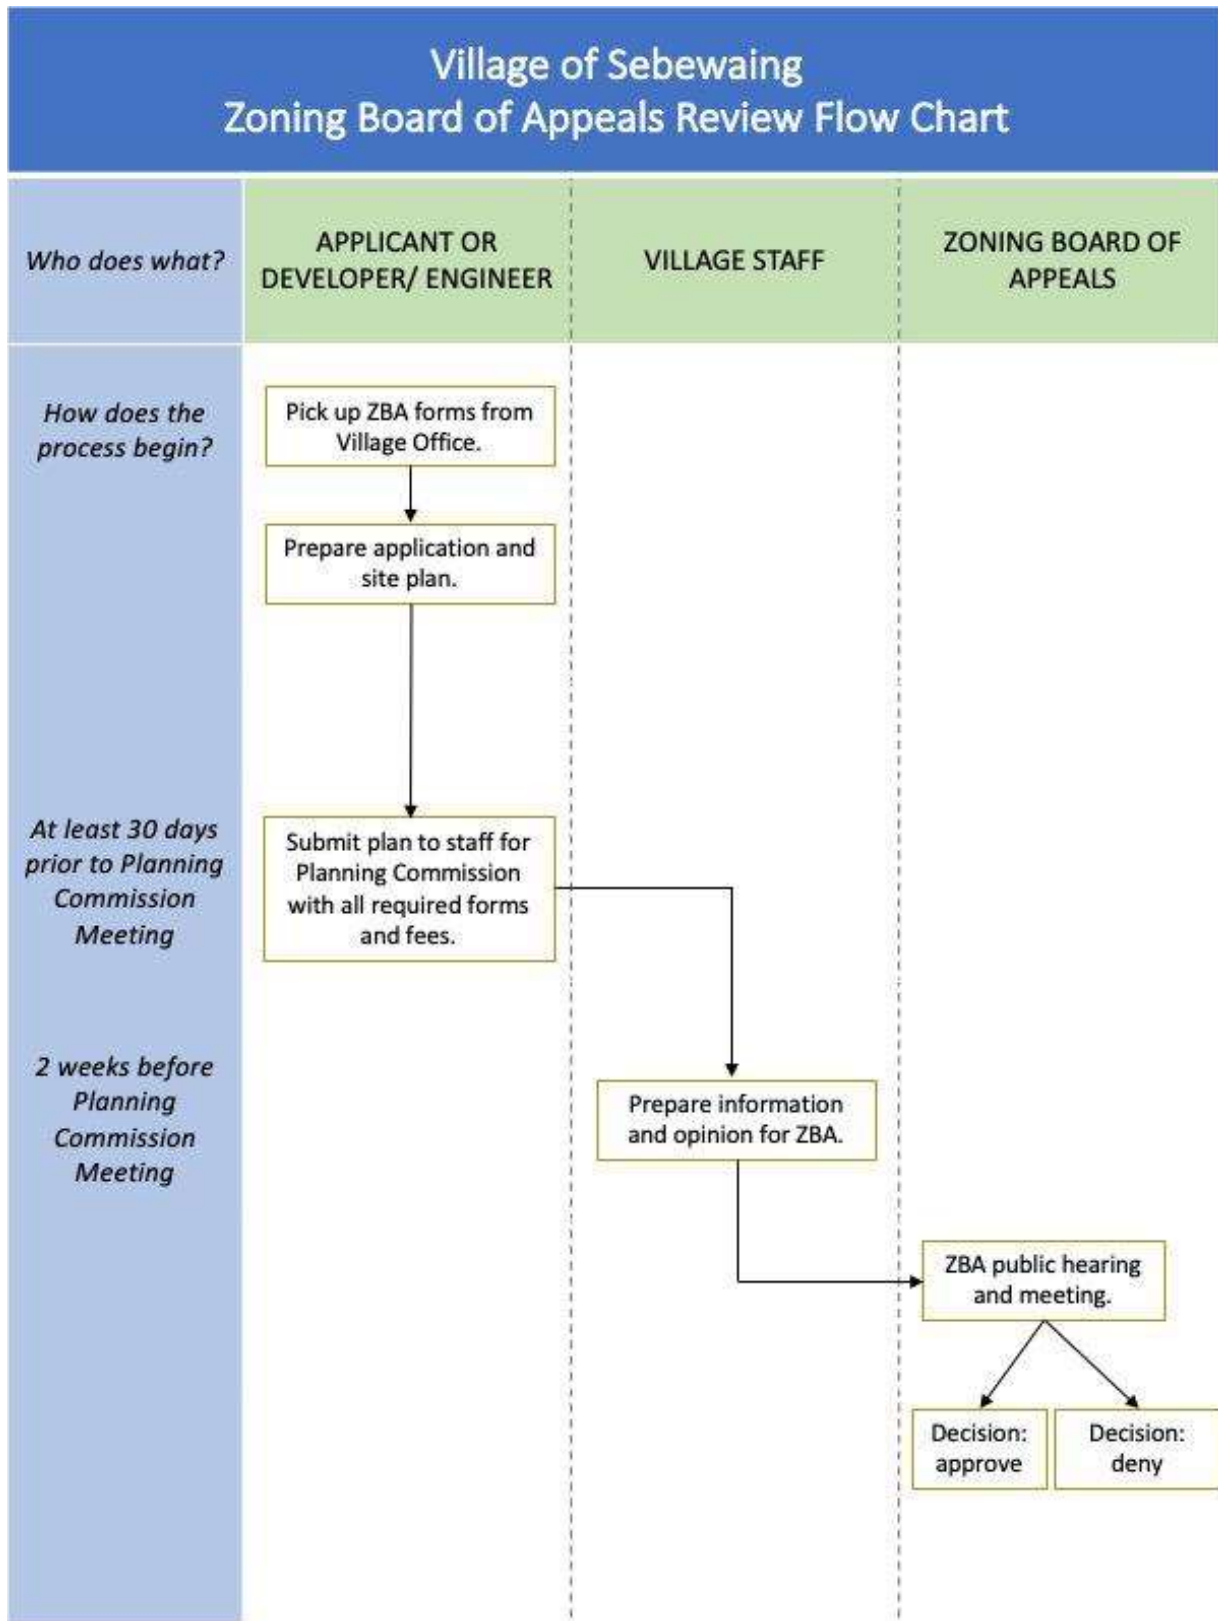 Village of Sebewaing
Zoning Board of Appeals Review Flow Chart
Who does what?
APPLICANT OR
DEVELOPER/ ENGINEER
VILLAGE STAFF
ZONING BOARD OF
APPEALS
How does the
process begin?
Pick up ZBA forms from
Village Office.
Prepare application and
site plan.
At least 30 days
prior to Planning
Commission
Meeting
Submit plan to staff for
Planning Commission
with all required forms
and fees.
2 weeks before
Planning
Commission
Meeting
Prepare information
and opinion for ZBA.
ZBA public hearing
and meeting.
Decision:
approve
Decision:
deny